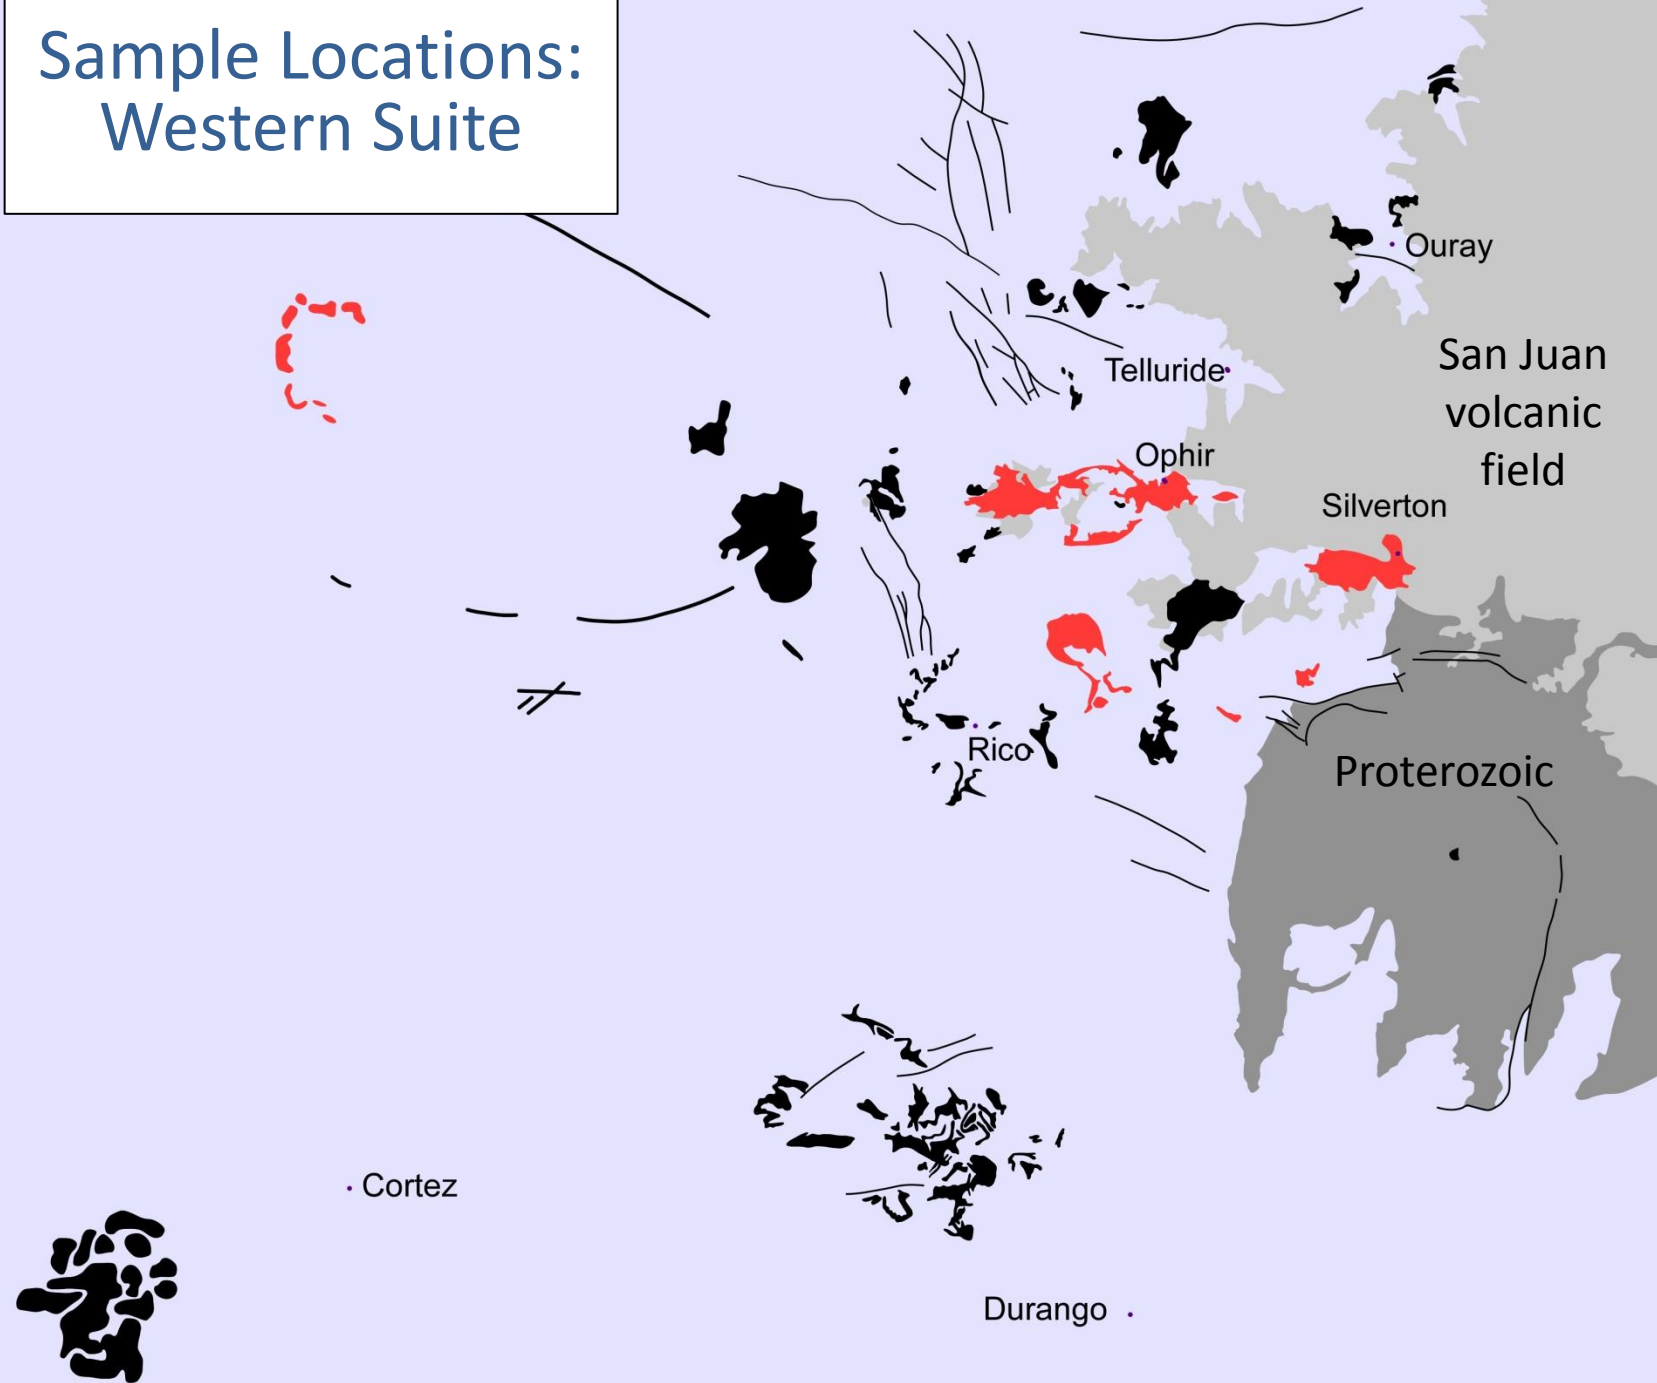 Sample Locations:
Western Suite
Ouray
San Juan
volcanic
field
Telluride
Ophir
Silverton
Rico
Proterozoic
Cortez
Durango